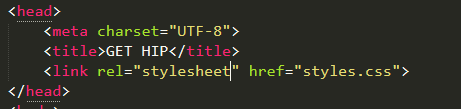 <head>
<meta charset="UTF-8">
<title>GET HIP</title>
<link rel="stylesheet" href="styles.css">
</head>